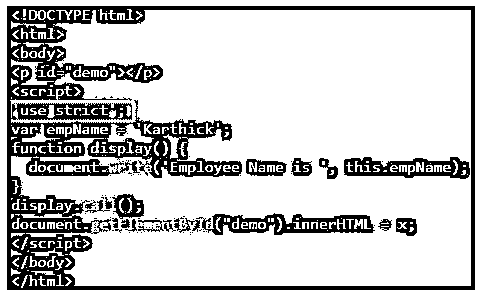 <!DOCTYPE html>
<html>
<body>
<p id="demo"></p>
<script>
'use strict';
var empName = 'Karthick';
function display() {
document.write('Employee Name is ', this.empName);
}
display.call();
document.getElementById("demo").innerHTML = x;
</script>
</body>
</html>